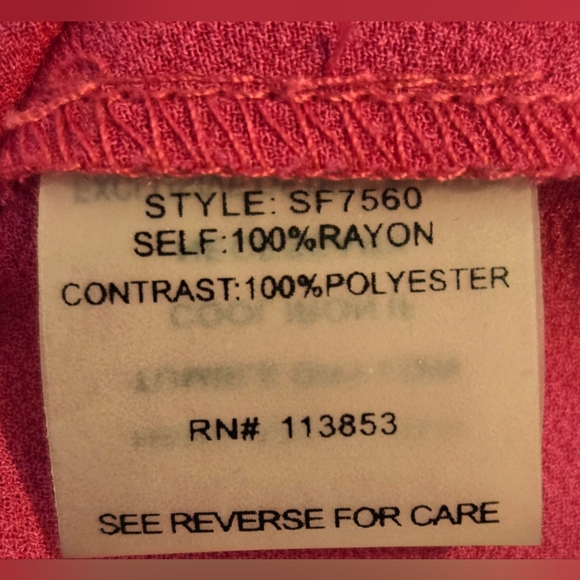 STYLE: SF7560
SELF:100%RAYON
CONTRAST:100%POLYESTER
RN# 113853
SEE REVERSE FOR CARE